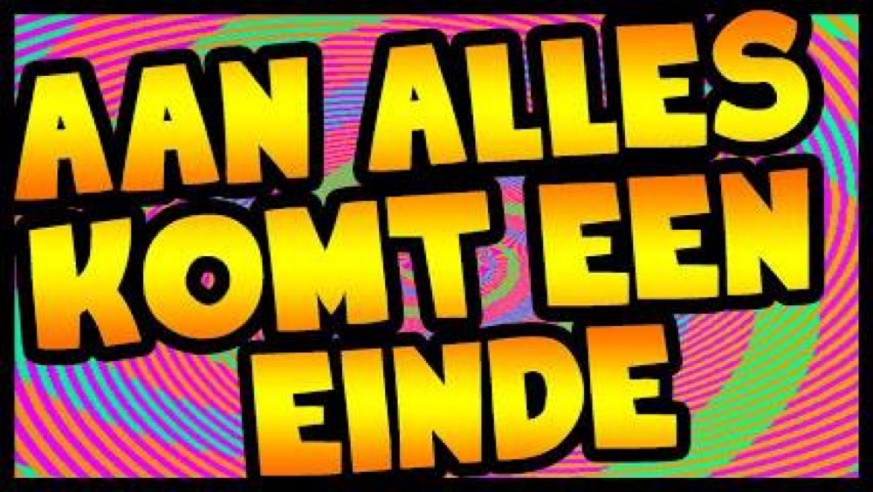 AAN ALLES
KOMT EEN
EINDE